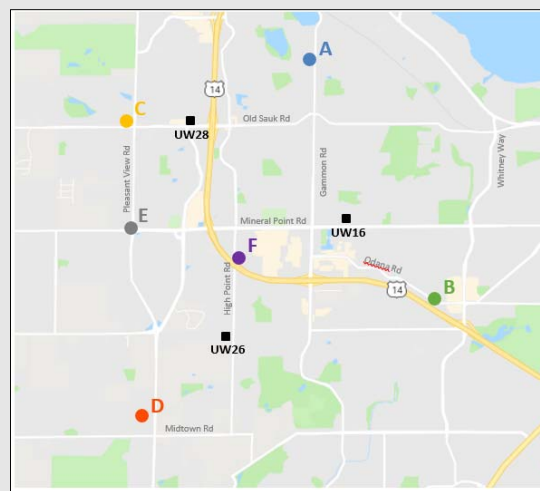 A
14
C
Old Sauk Rd
UW28
Pleasant View Rd
Gammon Rd
Whitney Way
E
Mineral Point Rd
UW16
F
High Point Rd
Odana Rd
14
B
UW26
D
Midtown Rd